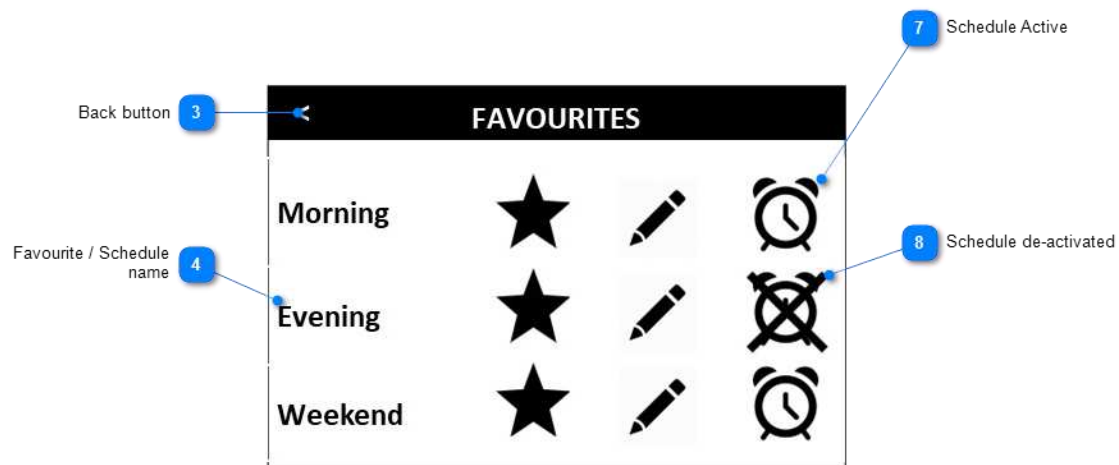 7 Schedule Active
Back button 3
< FAVOURITES
Morning
Favourite / Schedule
name 4
8 Schedule de-activated
Evening
Weekend